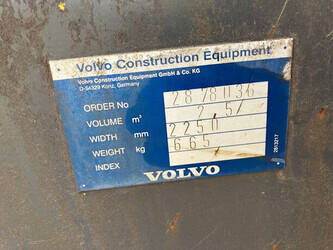 Volvo Construction Equipment
Volvo Construction Equipment GmbH & Co. KG
D-54329 Konz, Germany
ORDER No 2878036
VOLUME m³ 2,5/
WIDTH mm 2250
WEIGHT kg 665/
INDEX
VOLVO